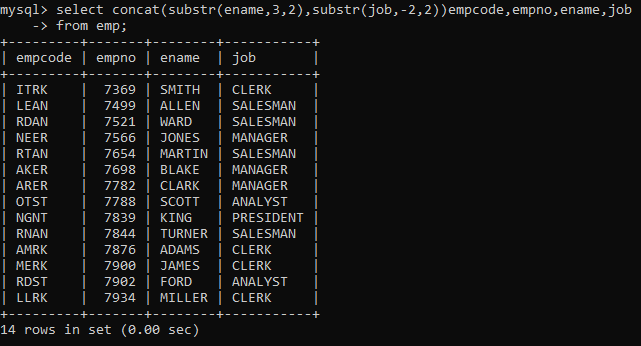 mysql> select concat(substr(ename,3,2),substr(job,-2,2))empcode,empno,ename,job
    -> from emp;
+---------+-------+--------+-----------+
| empcode | empno | ename  | job       |
+---------+-------+--------+-----------+
| ITRK    |  7369 | SMITH  | CLERK     |
| LEAN    |  7499 | ALLEN  | SALESMAN  |
| RDAN    |  7521 | WARD   | SALESMAN  |
| NEER    |  7566 | JONES  | MANAGER   |
| RTAN    |  7654 | MARTIN | SALESMAN  |
| AKER    |  7698 | BLAKE  | MANAGER   |
| ARER    |  7782 | CLARK  | MANAGER   |
| OTST    |  7788 | SCOTT  | ANALYST   |
| NGNT    |  7839 | KING   | PRESIDENT |
| RNAN    |  7844 | TURNER | SALESMAN  |
| AMRK    |  7876 | ADAMS  | CLERK     |
| MERK    |  7900 | JAMES  | CLERK     |
| RDST    |  7902 | FORD   | ANALYST   |
| LLRK    |  7934 | MILLER | CLERK     |
+---------+-------+--------+-----------+
14 rows in set (0.00 sec)